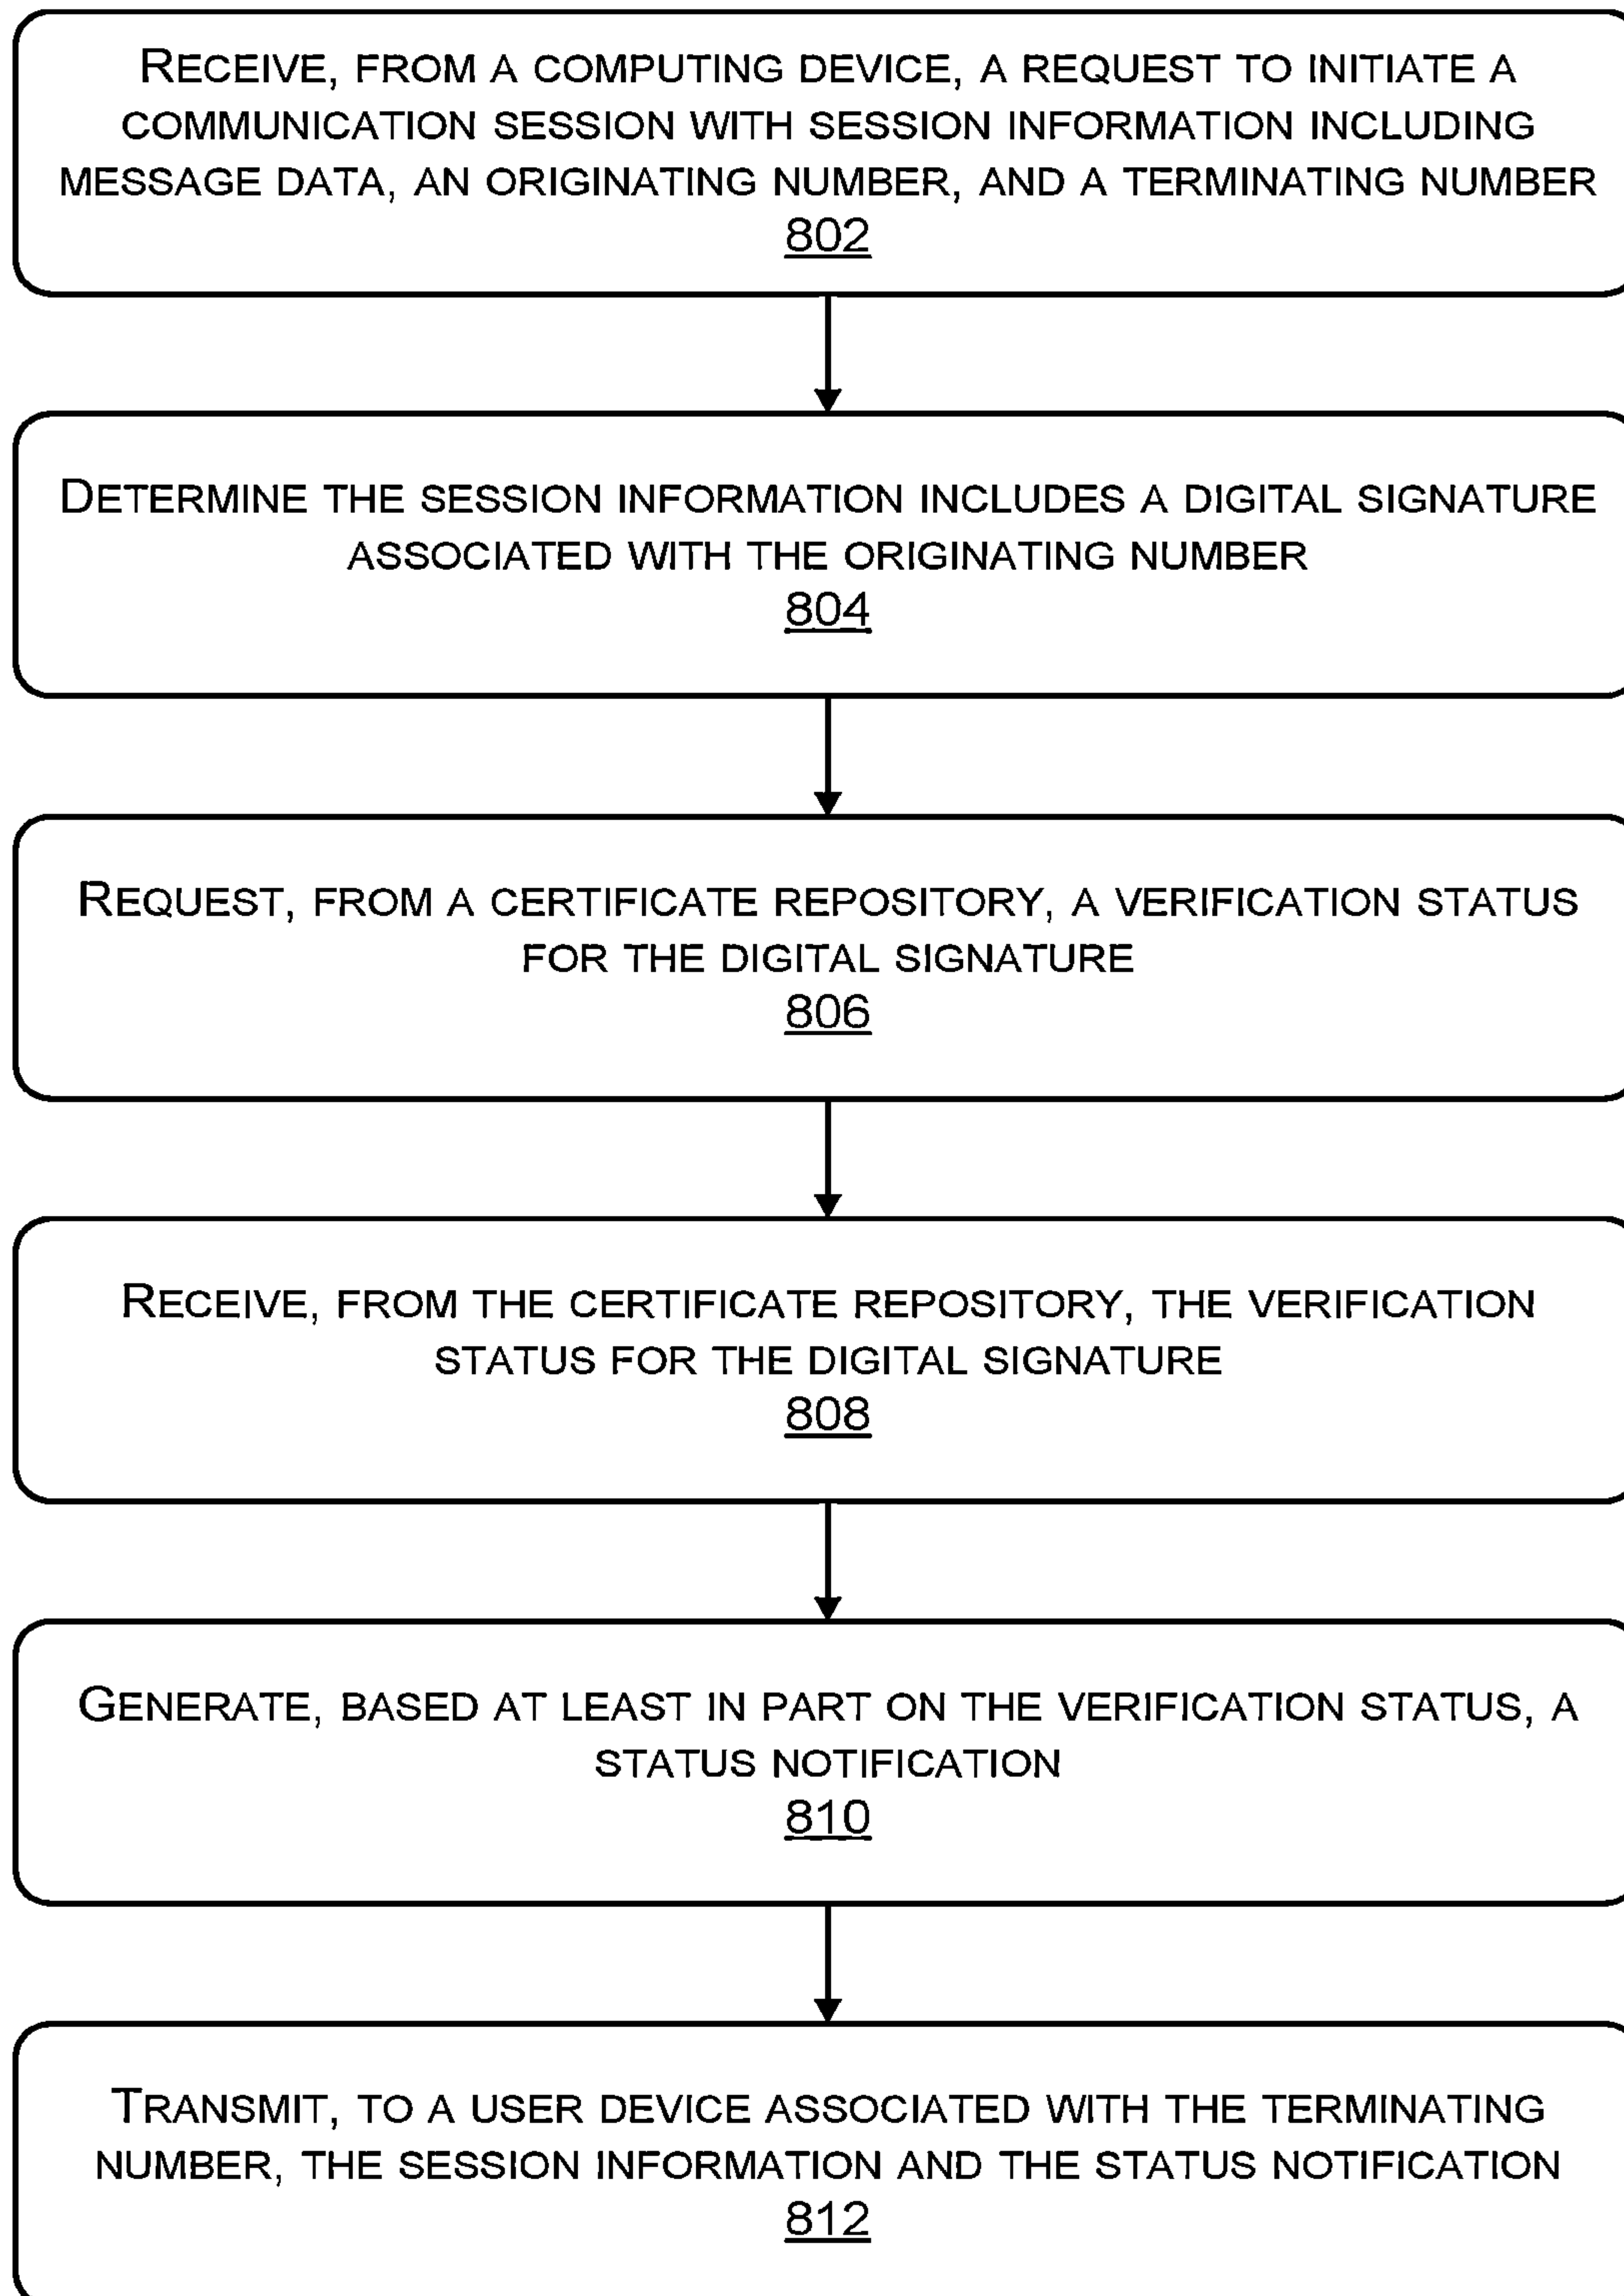 RECEIVE, FROM A COMPUTING DEVICE, A REQUEST TO INITIATE A
COMMUNICATION SESSION WITH SESSION INFORMATION INCLUDING
MESSAGE DATA, AN ORIGINATING NUMBER, AND A TERMINATING NUMBER
802
DETERMINE THE SESSION INFORMATION INCLUDES A DIGITAL SIGNATURE
ASSOCIATED WITH THE ORIGINATING NUMBER
804
REQUEST, FROM A CERTIFICATE REPOSITORY, A VERIFICATION STATUS
FOR THE DIGITAL SIGNATURE
806
RECEIVE, FROM THE CERTIFICATE REPOSITORY, THE VERIFICATION
STATUS FOR THE DIGITAL SIGNATURE
808
GENERATE, BASED AT LEAST IN PART ON THE VERIFICATION STATUS, A
STATUS NOTIFICATION
810
TRANSMIT, TO A USER DEVICE ASSOCIATED WITH THE TERMINATING
NUMBER, THE SESSION INFORMATION AND THE STATUS NOTIFICATION
812